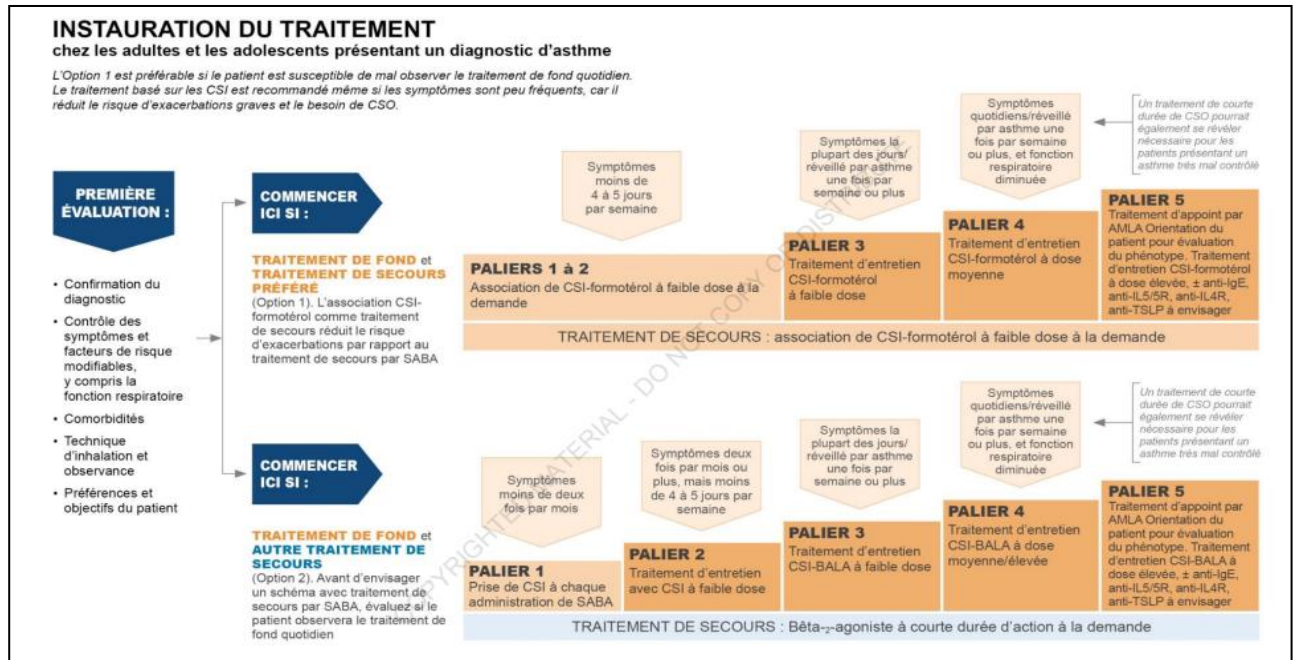 INSTAURATION DU TRAITEMENT
chez les adultes et les adolescents présentant un diagnostic d'asthme
L'Option 1 est préférable si le patient est susceptible de mal observer le traitement de fond quotidien.
Le traitement basé sur les CSI est recommandé même si les symptômes sont peu fréquents, car il
réduit le risque d'exacerbations graves et le besoin de CSO.
PREMIÈRE
ÉVALUATION :
• Confirmation du
diagnostic
• Contrôle des
symptômes et
facteurs de risque
modifiables,
y compris la
fonction respiratoire
• Comorbidités
• Technique
d'inhalation et
observance
• Préférences et
objectifs du patient
COMMENCER
ICI SI :
TRAITEMENT DE FOND et
TRAITEMENT DE SECOURS
PRÉFÉRÉ
(Option 1). L'association CSI-
formotérol comme traitement
de secours réduit le risque
d'exacerbations par rapport au
traitement de secours par SABA
Symptômes
moins de
4 à 5 jours
par semaine
Symptômes la
plupart des jours/
réveillé par asthme
une fois par
semaine ou plus
Symptômes
quotidiens/réveillé
par asthme une
fois par semaine
ou plus, et fonction
respiratoire
diminuée
Un traitement de courte
durée de CSO pourrait
également se révéler
nécessaire pour les
patients présentant un
asthme très mal contrôlé
PALIERS 1 à 2
Association de CSI-formotérol à faible dose à la
demande
PALIER 3
Traitement d'entretien
CSI-formotérol
à faible dose
PALIER 4
Traitement d'entretien
CSI-formotérol à dose
moyenne
PALIER 5
Traitement d'appoint par
AMLA Orientation du
patient pour évaluation
du phénotype. Traitement
d'entretien CSI-formotérol
à dose élevée, ± anti-IgE,
anti-IL5/5R, anti-IL4R,
anti-TSLP à envisager
TRAITEMENT DE SECOURS : association de CSI-formotérol à faible dose à la demande
COMMENCER
ICI SI :
TRAITEMENT DE FOND et
AUTRE TRAITEMENT DE
SECOURS
(Option 2). Avant d'envisager
un schéma avec traitement de
secours par SABA, évaluez si le
patient observera le traitement de
fond quotidien
Symptômes
moins de deux
fois par mois
Symptômes deux
fois par mois ou
plus, mais moins
de 4 à 5 jours par
semaine
Symptômes la
plupart des jours/
réveillé par asthme
une fois par
semaine ou plus
Symptômes
quotidiens/réveillé
par asthme une
fois par semaine
ou plus, et fonction
respiratoire
diminuée
Un traitement de courte
durée de CSO pourrait
également se révéler
nécessaire pour les
patients présentant un
asthme très mal contrôlé
PALIER 1
Prise de CSI à chaque
administration de SABA
PALIER 2
Traitement d'entretien
avec CSI à faible dose
PALIER 3
Traitement d'entretien
CSI-BALA à faible dose
PALIER 4
Traitement d'entretien
CSI-BALA à dose
moyenne/élevée
PALIER 5
Traitement d'appoint par
AMLA Orientation du
patient pour évaluation
du phénotype. Traitement
d'entretien CSI-BALA à
dose élevée, ± anti-IgE,
anti-IL5/5R, anti-IL4R,
anti-TSLP à envisager
TRAITEMENT DE SECOURS : Bêta-2-agoniste à courte durée d'action à la demande
MATERIAL - DO NOT COPY OR